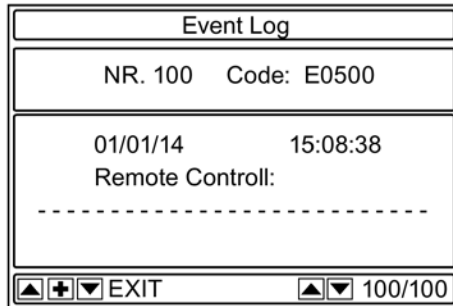 Event Log
NR. 100 Code: E0500
01/01/14 15:08:38
Remote Controll:
- - - - - - - - - - - - - - - - - - - - - - - - - - -
EXIT 100/100